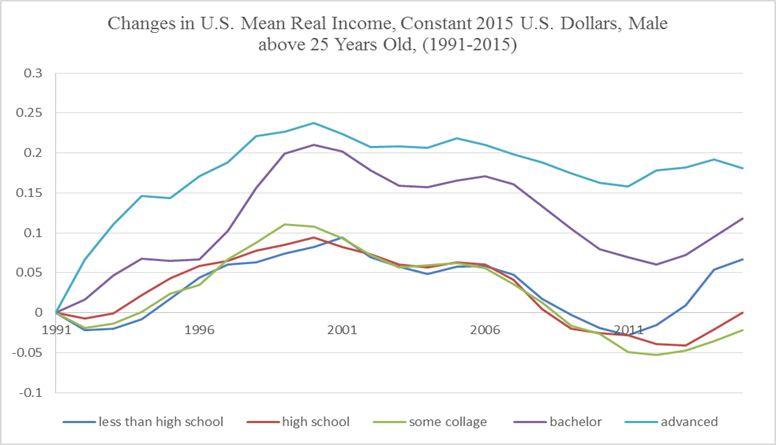 Changes in U.S. Mean Real Income, Constant 2015 U.S. Dollars, Male
above 25 Years Old, (1991-2015)
0.3
0.25
0.2
0.15
0.1
0.05
0
-0.05
-0.1
1991 1996 2001 2006 2011
less than high school high school some collage bachelor advanced